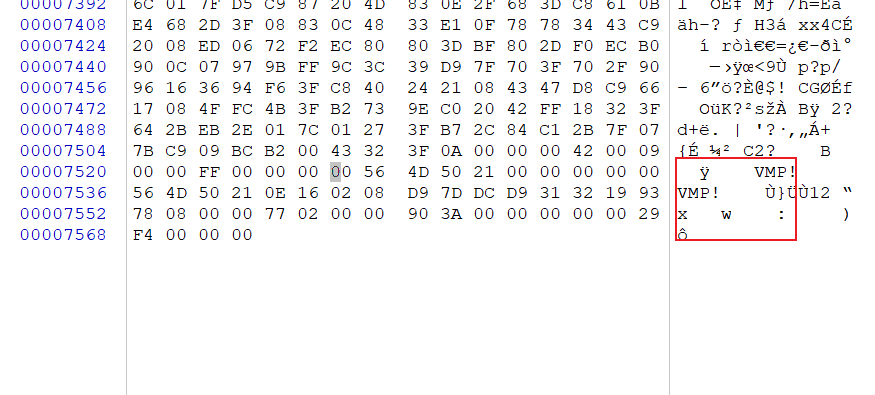 00007392 6C 01 7F D5 C9 87 20 4D 83 0E 2F 68 3D C8 61 0B
00007408 E4 68 2D 3F 08 83 0C 48 33 E1 0F 78 78 34 43 C9 äh-? ƒ H3á xx4CÉ
00007424 20 08 ED 06 72 F2 EC 80 80 3D BF 80 2D F0 EC B0 í ròì€€=¿€-ðì°
00007440 90 0C 07 97 9B FF 9C 3C 39 D9 7F 70 3F 70 2F 90 —›ÿœ<9Ù p?p/
00007456 96 16 36 94 F6 3F C8 40 24 21 08 43 47 D8 C9 66 – 6”ö?È@$! CGØÉf
00007472 17 08 4F FC 4B 3F B2 73 9E C0 20 42 FF 18 32 3F OüK?²sžÀ Bÿ 2?
00007488 64 2B EB 2E 01 7C 01 27 3F B7 2C 84 C1 2B 7F 07 d+ë. | '?·,„Á+
00007504 7B C9 09 BC B2 00 43 32 3F 0A 00 00 00 42 00 09 {É ¼² C2? B
00007520 00 00 FF 00 00 00 00 56 4D 50 21 00 00 00 00 00 ÿ VMP!
00007536 56 4D 50 21 0E 16 02 08 D9 7D DC D9 31 32 19 93 VMP! Ù}ÜÙ12 “
00007552 78 08 00 00 77 02 00 00 90 3A 00 00 00 00 00 29 x w : )
00007568 F4 00 00 00 ô